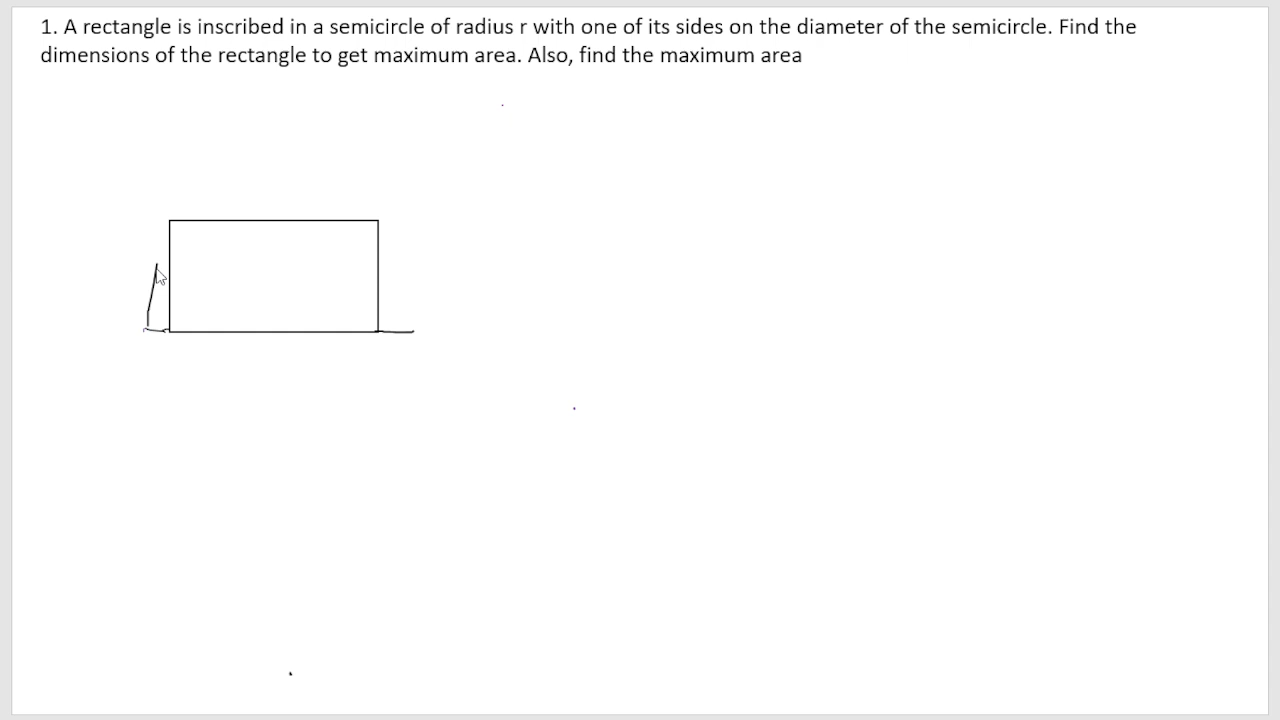 1. A rectangle is inscribed in a semicircle of radius r with one of its sides on the diameter of the semicircle. Find the
dimensions of the rectangle to get maximum area. Also, find the maximum area